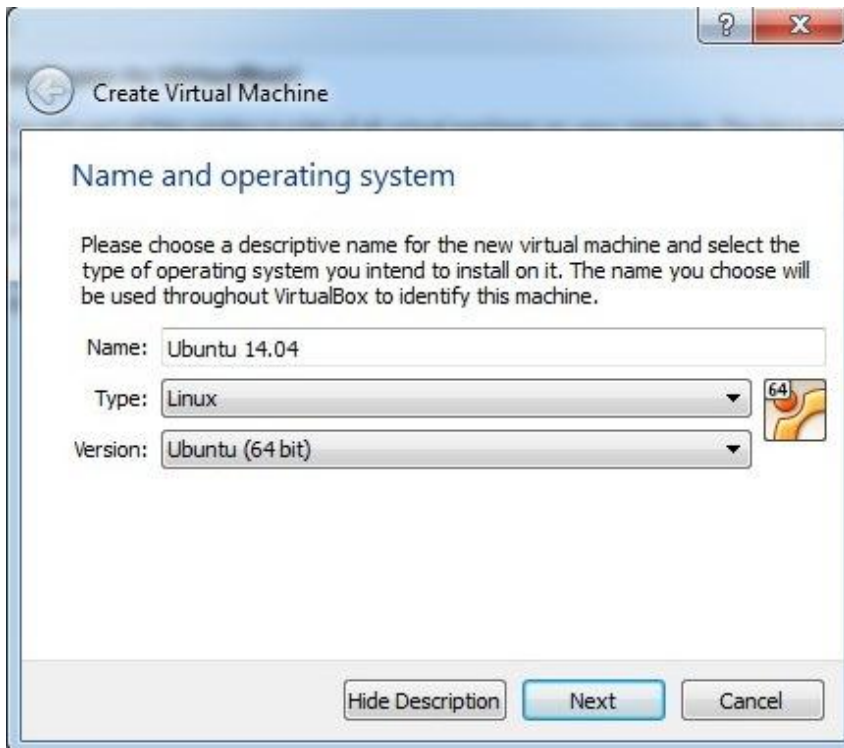 Create Virtual Machine
Name and operating system
Please choose a descriptive name for the new virtual machine and select the
type of operating system you intend to install on it. The name you choose will
be used throughout VirtualBox to identify this machine.
Name: Ubuntu 14.04
Type: Linux
64
Version: Ubuntu (64 bit)
Hide Description Next Cancel